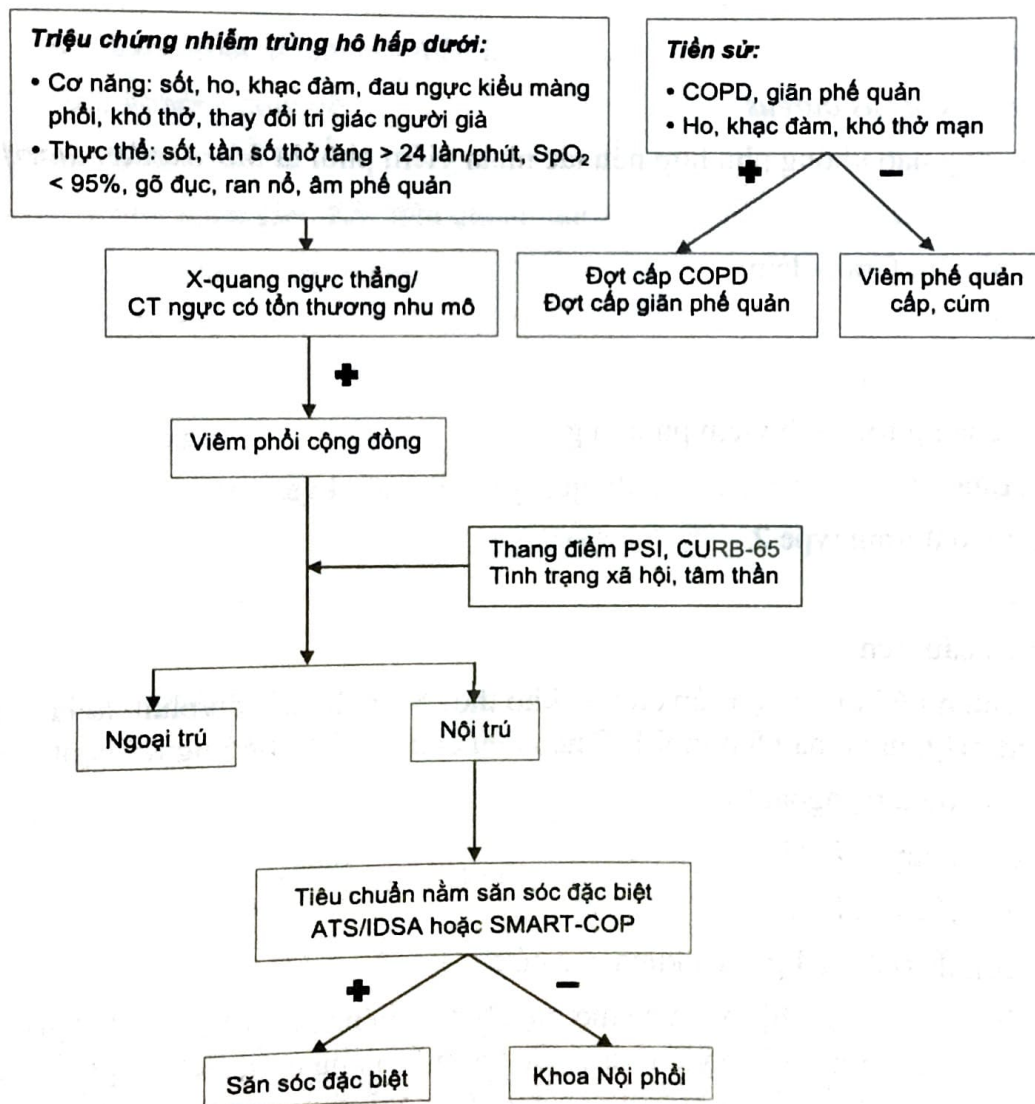 Triệu chứng nhiễm trùng hô hấp dưới:
• Cơ năng: sốt, ho, khạc đàm, đau ngực kiểu màng
phổi, khó thở, thay đổi tri giác người già
• Thực thể: sốt, tần số thở tăng > 24 lần/phút, SpO₂
< 95%, gõ đục, ran nổ, âm phế quản
Tiền sử:
• COPD, giãn phế quản
• Ho, khạc đàm, khó thở mạn
+
−
X-quang ngực thẳng/
CT ngực có tổn thương nhu mô
Đợt cấp COPD
Đợt cấp giãn phế quản
Viêm phế quản
cấp, cúm
+
Viêm phổi cộng đồng
Thang điểm PSI, CURB-65
Tình trạng xã hội, tâm thần
Ngoại trú
Nội trú
Tiêu chuẩn nằm săn sóc đặc biệt
ATS/IDSA hoặc SMART-COP
+
−
Săn sóc đặc biệt
Khoa Nội phổi